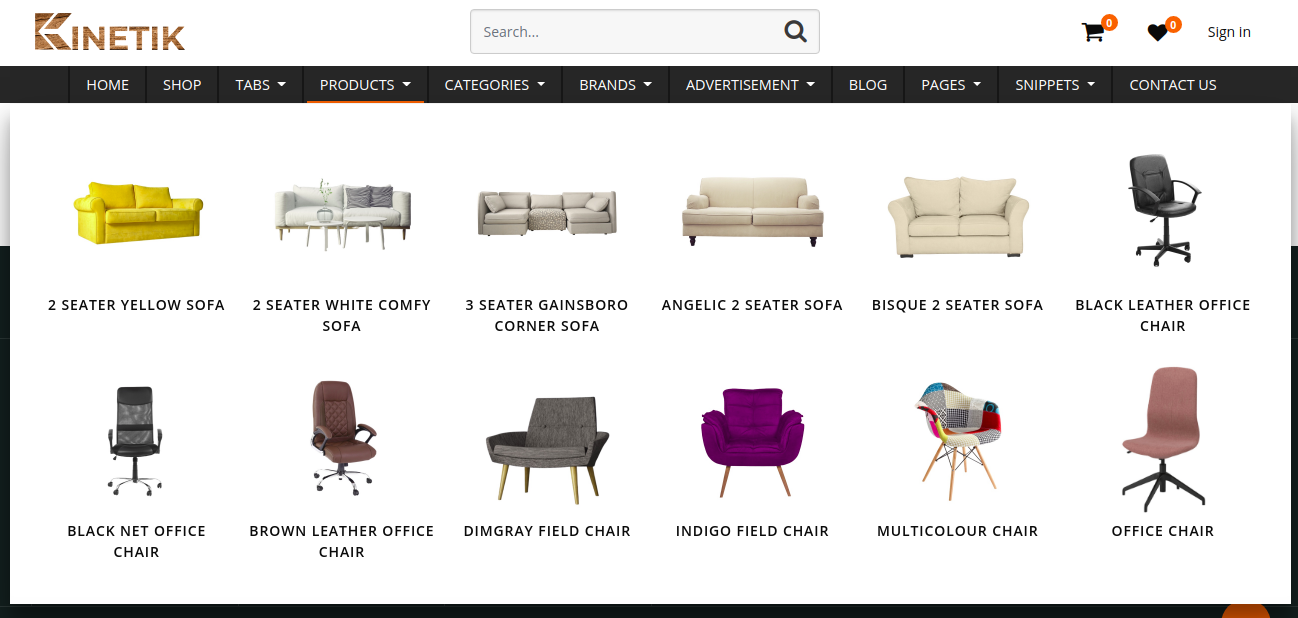 KINETIK
Search...
0
0
Sign in
HOME SHOP TABS PRODUCTS CATEGORIES BRANDS ADVERTISEMENT BLOG PAGES SNIPPETS CONTACT US
2 SEATER YELLOW SOFA
2 SEATER WHITE COMFY
SOFA
3 SEATER GAINSBORO
CORNER SOFA
ANGELIC 2 SEATER SOFA
BISQUE 2 SEATER SOFA
BLACK LEATHER OFFICE
CHAIR
BLACK NET OFFICE
CHAIR
BROWN LEATHER OFFICE
CHAIR
DIMGRAY FIELD CHAIR
INDIGO FIELD CHAIR
MULTICOLOUR CHAIR
OFFICE CHAIR